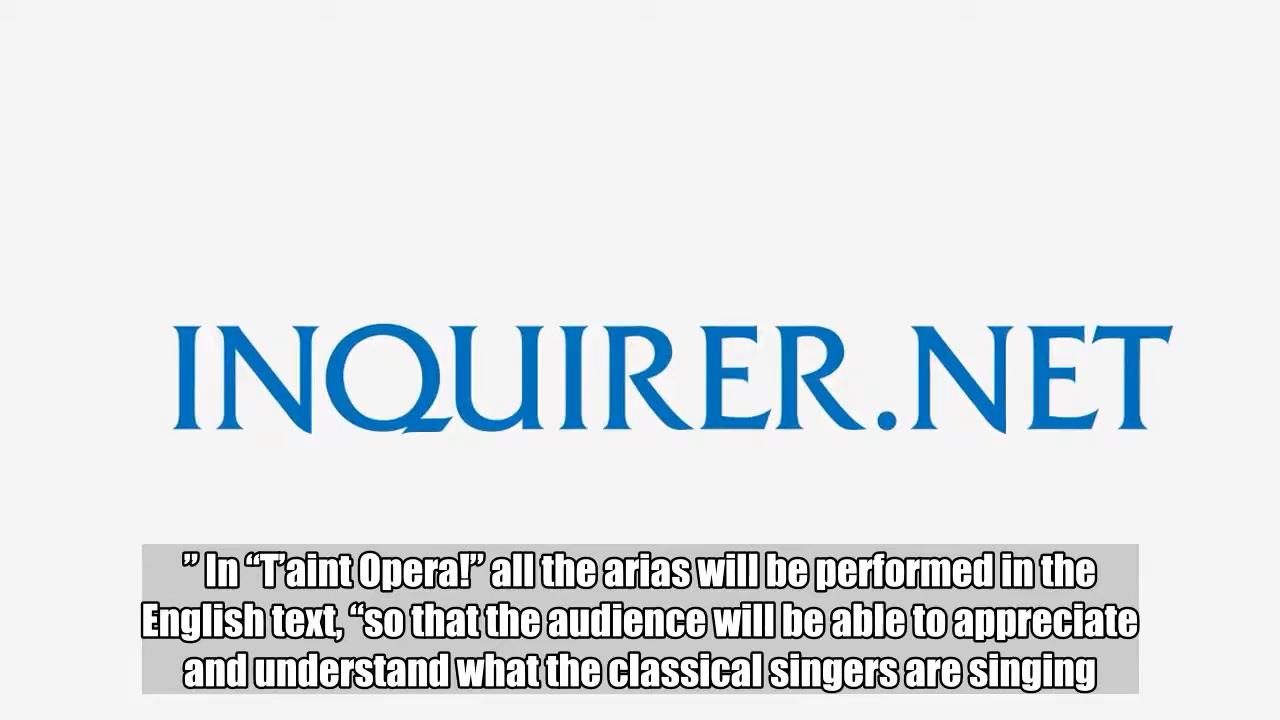 INQUIRER.NET
” In “T’aint Opera!” all the arias will be performed in the
English text, “so that the audience will be able to appreciate
and understand what the classical singers are singing